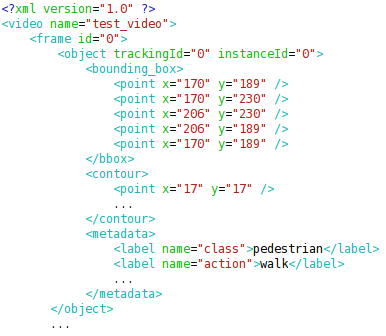 <?xml version="1.0" ?>
<video name="test_video">
<frame id="0">
<object trackingId="0" instanceId="0">
<bounding_box>
<point x="170" y="189" />
<point x="170" y="230" />
<point x="206" y="230" />
<point x="206" y="189" />
<point x="170" y="189" />
</bbox>
<contour>
<point x="17" y="17" />
...
</contour>
<metadata>
<label name="class">pedestrian</label>
<label name="action">walk</label>
...
</metadata>
</object>
...